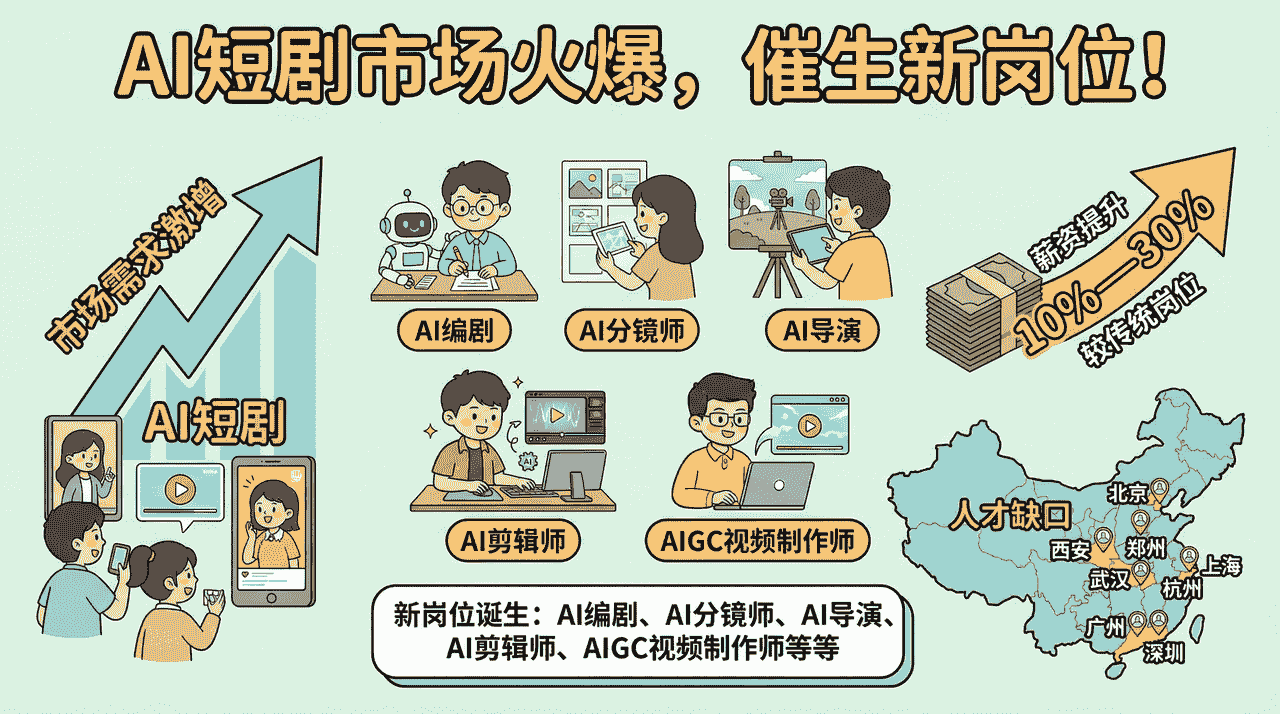 AI短剧市场火爆，催生新岗位！
市场需求激增
AI短剧
AI编剧
AI分镜师
AI导演
AI
AI剪辑师
AIGC视频制作师
薪资提升
10%—30%
较传统岗位
人才缺口
北京
西安
郑州
上海
武汉
杭州
广州
深圳
新岗位诞生：AI编剧、AI分镜师、AI导演、
AI剪辑师、AIGC视频制作师等等